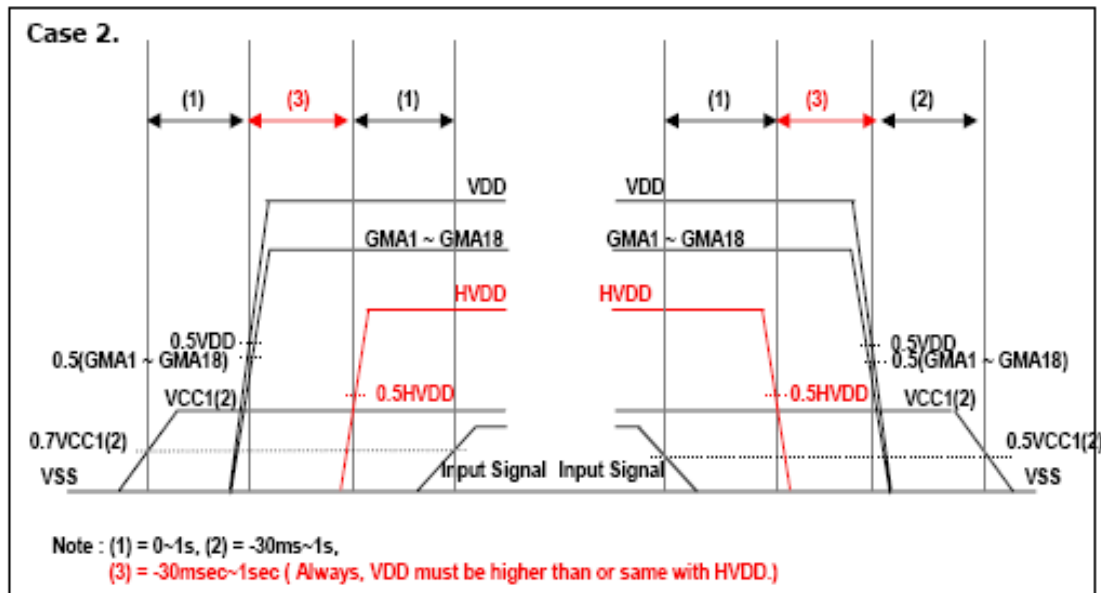 Case 2.
(1) (3) (1) (1) (3) (2)
VDD VDD
GMA1 ~ GMA18 GMA1 ~ GMA18
HVDD HVDD
0.5VDD 0.5VDD
0.5(GMA1 ~ GMA18) 0.5(GMA1 ~ GMA18)
VCC1(2) 0.5HVDD 0.5HVDD VCC1(2)
0.7VCC1(2) 0.5VCC1(2)
VSS Input Signal Input Signal VSS
Note : (1) = 0~1s, (2) = -30ms~1s,
(3) = -30msec~1sec ( Always, VDD must be higher than or same with HVDD.)